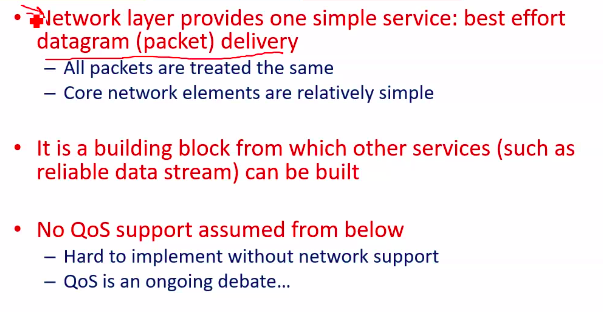 • Network layer provides one simple service: best effort
datagram (packet) delivery
– All packets are treated the same
– Core network elements are relatively simple
• It is a building block from which other services (such as
reliable data stream) can be built
• No QoS support assumed from below
– Hard to implement without network support
– QoS is an ongoing debate…